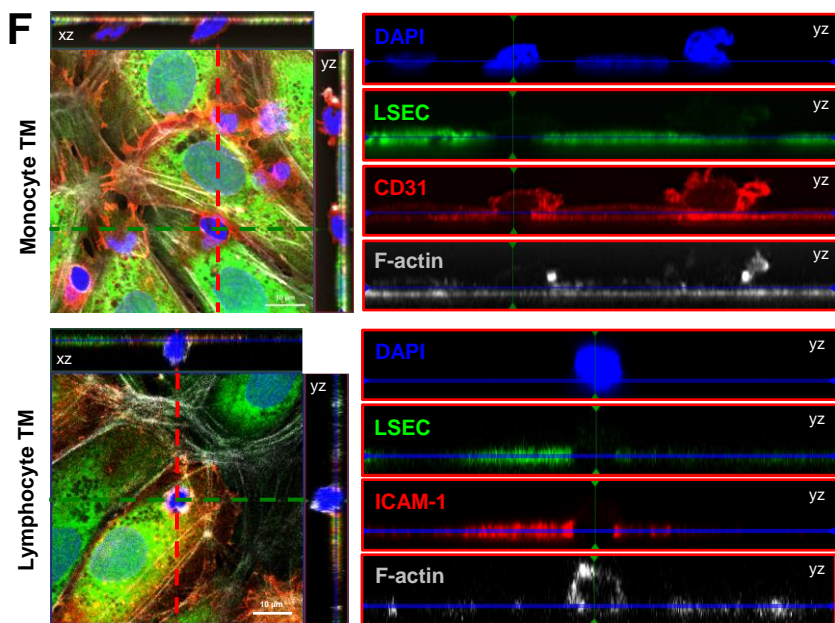 F
Monocyte TM
xz
yz
10 µm
DAPI
yz
LSEC
yz
CD31
yz
F-actin
yz
Lymphocyte TM
xz
yz
10 µm
DAPI
yz
LSEC
yz
ICAM-1
yz
F-actin
yz